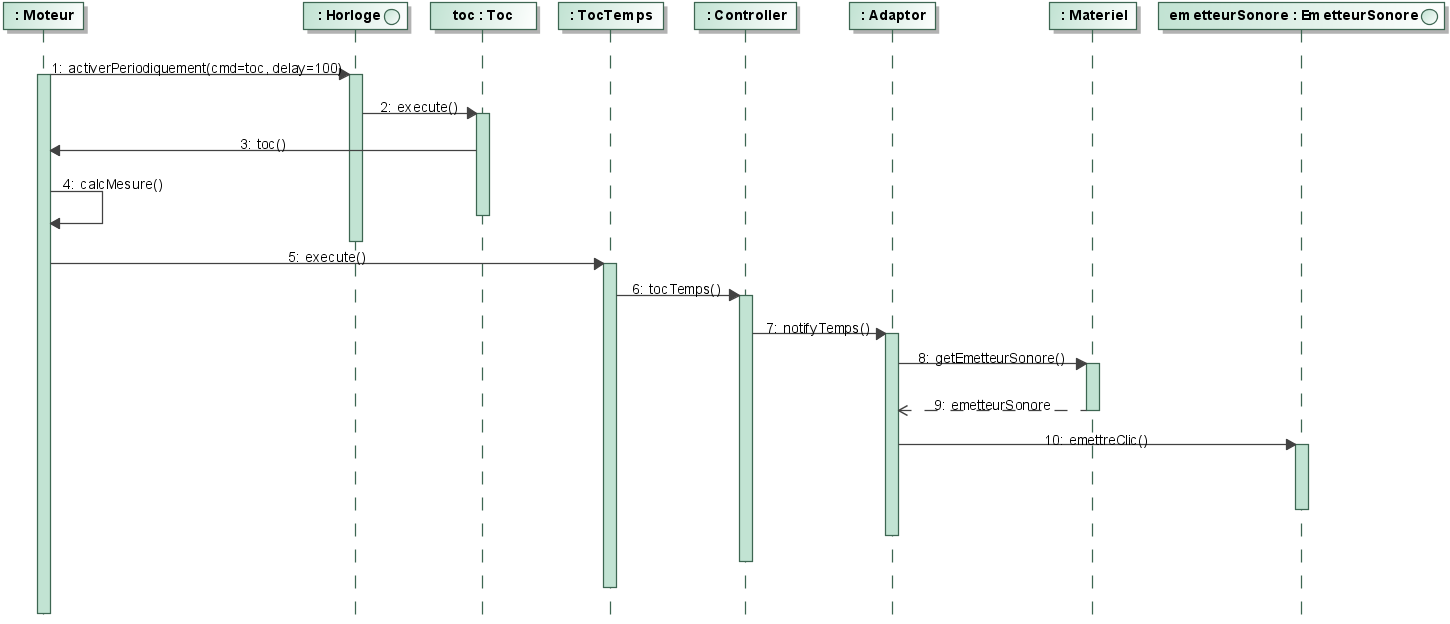 : Moteur
: Horloge
toc : Toc
: TocTemps
: Controller
: Adaptor
: Materiel
emetteurSonore : EmetteurSonore
1: activerPeriodiquement(cmd=toc, delay=100)
2: execute()
3: toc()
4: calcMesure()
5: execute()
6: tocTemps()
7: notifyTemps()
8: getEmetteurSonore()
9: emetteurSonore
10: emettreClic()